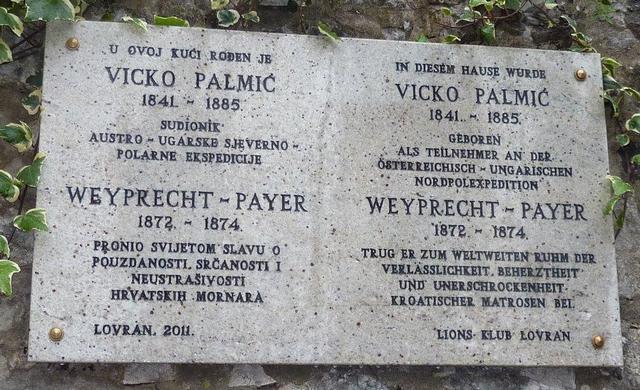 U OVOJ KUĆI ROĐEN JE
VICKO PALMIĆ
1841. - 1885.
SUDIONIK
AUSTRO - UGARSKE SJEVERNO -
POLARNE EKSPEDICIJE
WEYPRECHT - PAYER
1872. - 1874.
PRONIO SVIJETOM SLAVU O
POUZDANOSTI, SRČANOSTI I
NEUSTRAŠIVOSTI
HRVATSKIH MORNARA
LOVRAN, 2011.
IN DIESEM HAUSE WURDE
VICKO PALMIĆ
1841. - 1885.
GEBOREN
ALS TEILNEHMER AN DER
ÖSTERREICHISCH - UNGARISCHEN
NORDPOLEXPEDITION
WEYPRECHT - PAYER
1872. - 1874.
TRUG ER ZUM WELTWEITEN RUHM DER
VERLÄSSLICHKEIT, BEHERZTHEIT
UND UNERSCHROCKENHEIT
KROATISCHER MATROSEN BEI.
LIONS KLUB LOVRAN